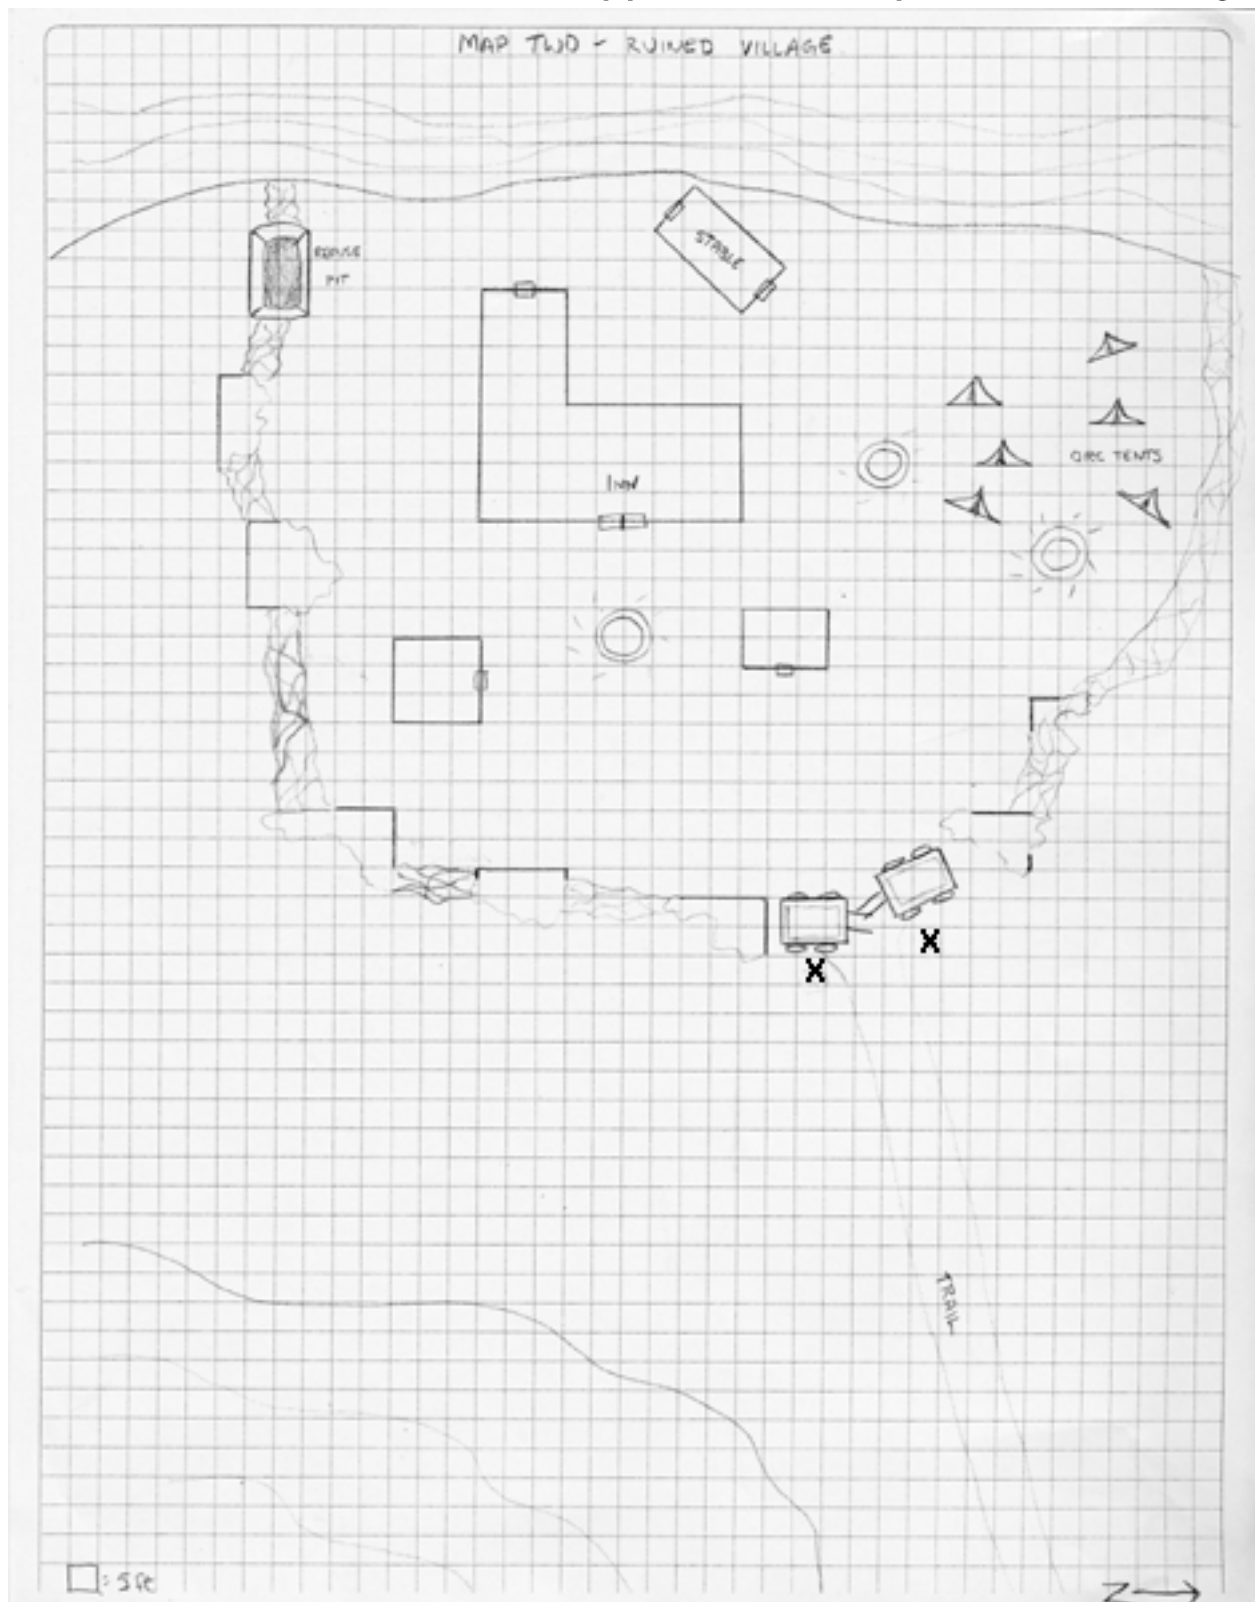 MAP TWO - RUINED VILLAGE
STABLE
REFUSE
PIT
ORC TENTS
INN
X
X
TRAIL
□ = 5 ft
N